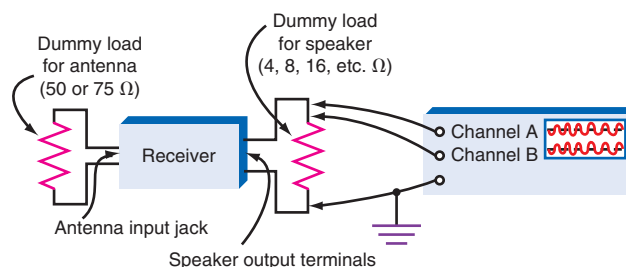 Dummy load
for antenna
(50 or 75 Ω)
Dummy load
for speaker
(4, 8, 16, etc. Ω)
Receiver
Channel A
Channel B
Antenna input jack
Speaker output terminals